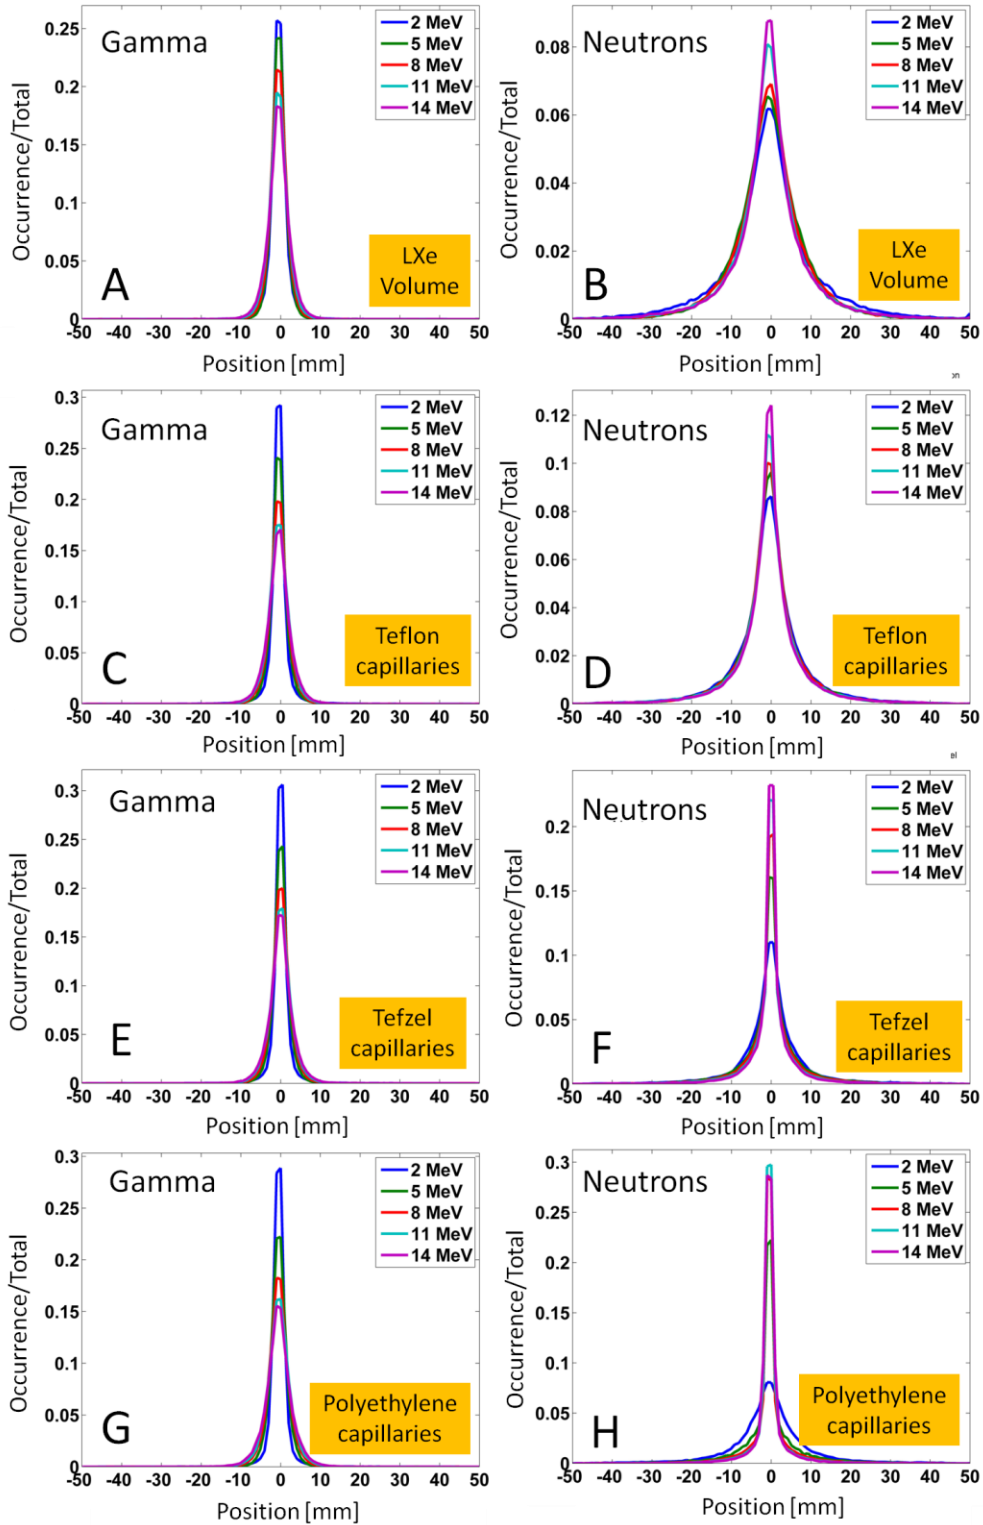 Gamma
2 MeV
5 MeV
8 MeV
11 MeV
14 MeV
0.25
0.2
0.15
0.1
0.05
0
Occurrence/Total
A
LXe
Volume
-50 -40 -30 -20 -10 0 10 20 30 40 50
Position [mm]
Neutrons
2 MeV
5 MeV
8 MeV
11 MeV
14 MeV
0.08
0.06
0.04
0.02
0
Occurrence/Total
B
LXe
Volume
-50 -40 -30 -20 -10 0 10 20 30 40 50
Position [mm]
Gamma
2 MeV
5 MeV
8 MeV
11 MeV
14 MeV
0.3
0.25
0.2
0.15
0.1
0.05
0
Occurrence/Total
C
Teflon
capillaries
-50 -40 -30 -20 -10 0 10 20 30 40 50
Position [mm]
Neutrons
2 MeV
5 MeV
8 MeV
11 MeV
14 MeV
0.12
0.1
0.08
0.06
0.04
0.02
0
Occurrence/Total
D
Teflon
capillaries
-50 -40 -30 -20 -10 0 10 20 30 40 50
Position [mm]
Gamma
2 MeV
5 MeV
8 MeV
11 MeV
14 MeV
0.3
0.25
0.2
0.15
0.1
0.05
0
Occurrence/Total
E
Tefzel
capillaries
-50 -40 -30 -20 -10 0 10 20 30 40 50
Position [mm]
Neutrons
2 MeV
5 MeV
8 MeV
11 MeV
14 MeV
0.2
0.15
0.1
0.05
0
Occurrence/Total
F
Tefzel
capillaries
-50 -40 -30 -20 -10 0 10 20 30 40 50
Position [mm]
Gamma
2 MeV
5 MeV
8 MeV
11 MeV
14 MeV
0.3
0.25
0.2
0.15
0.1
0.05
0
Occurrence/Total
G
Polyethylene
capillaries
-50 -40 -30 -20 -10 0 10 20 30 40 50
Position [mm]
Neutrons
2 MeV
5 MeV
8 MeV
11 MeV
14 MeV
0.3
0.25
0.2
0.15
0.1
0.05
0
Occurrence/Total
H
Polyethylene
capillaries
-50 -40 -30 -20 -10 0 10 20 30 40 50
Position [mm]